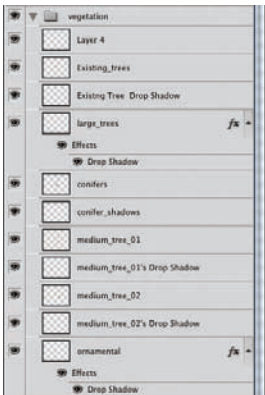 vegetation
Layer 4
Existing_trees
Existng Tree Drop Shadow
large_trees fx
Effects
Drop Shadow
conifers
conifer_shadows
medium_tree_01
medium_tree_01's Drop Shadow
medium_tree_02
medium_tree_02's Drop Shadow
ornamental fx
Effects
Drop Shadow